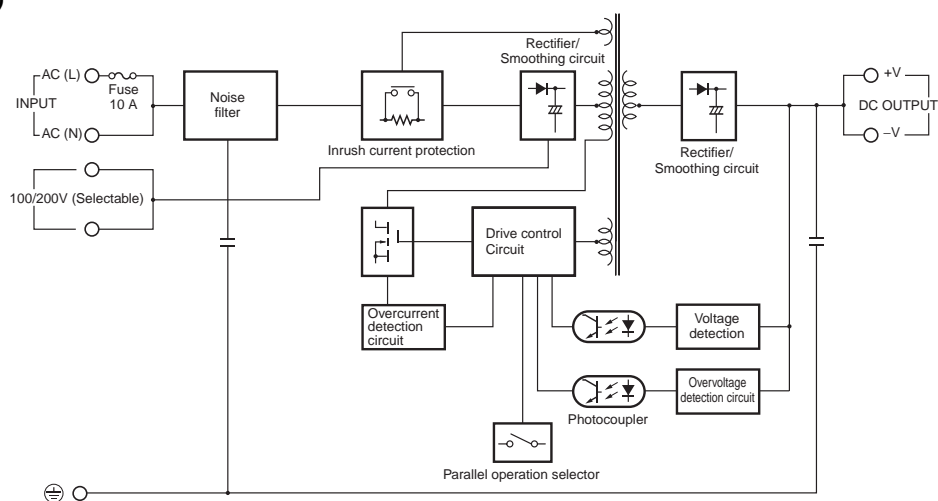 Rectifier/
Smoothing circuit
AC (L)
Fuse
10 A
INPUT
AC (N)
Noise
filter
Inrush current protection
Rectifier/
Smoothing circuit
+V
DC OUTPUT
–V
100/200V (Selectable)
Drive control
Circuit
Overcurrent
detection
circuit
Voltage
detection
Overvoltage
detection circuit
Photocoupler
Parallel operation selector